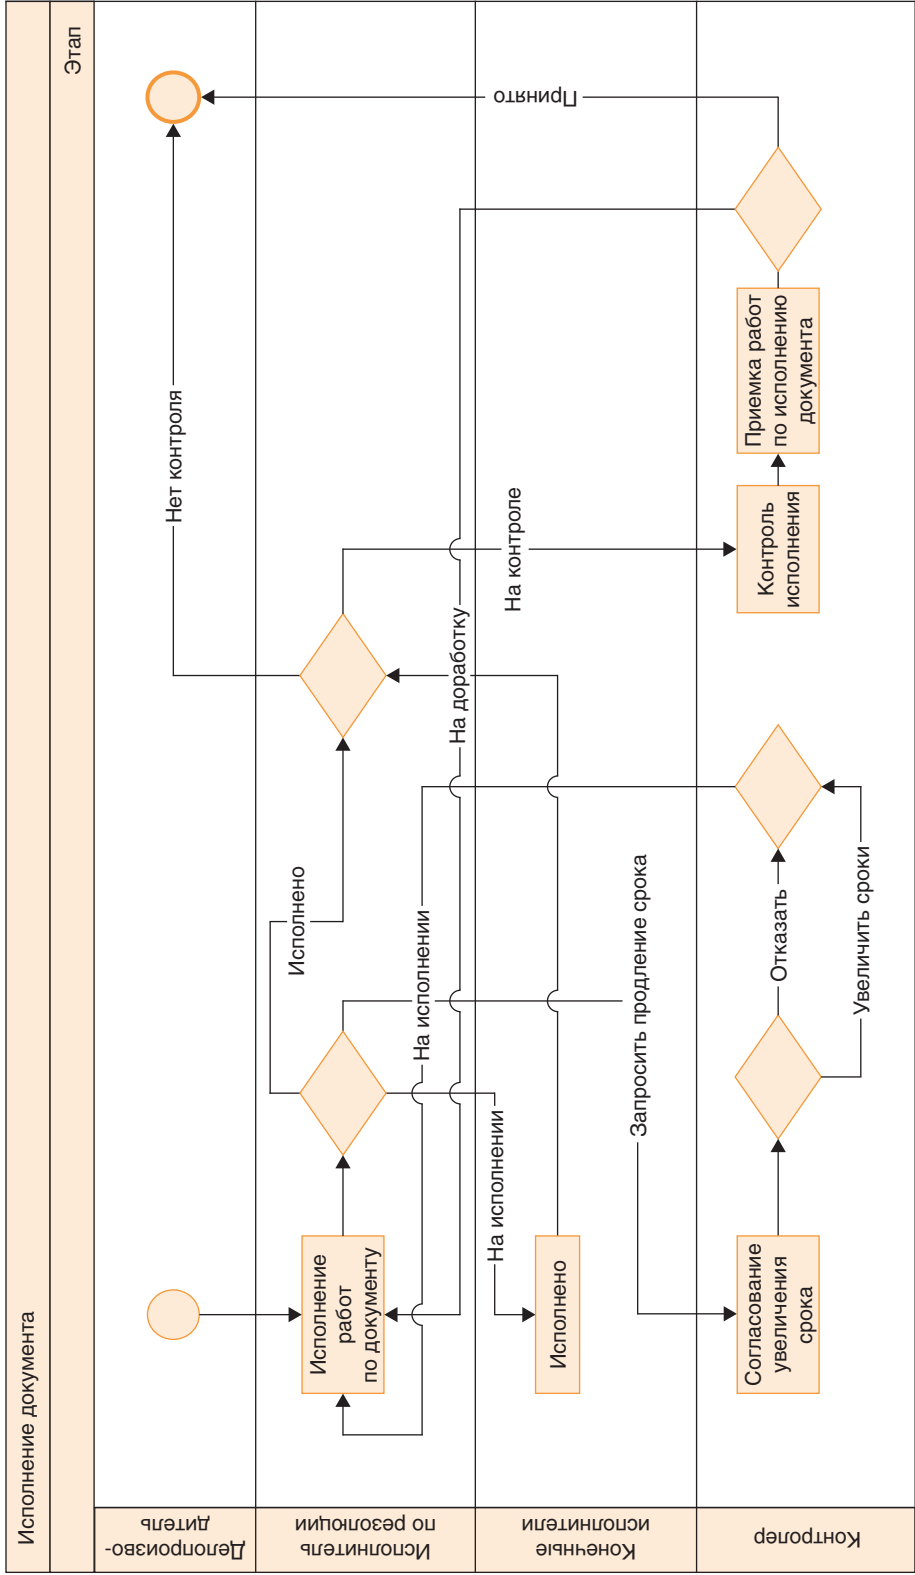 Исполнение документа
Этап
Делопроизво-
дитель
Исполнитель
по резолюции
Конечные
исполнители
Контролер
Нет контроля
Исполнение
работ
по документу
Исполнено
На исполнении
На доработку
На исполнении
Исполнено
На контроле
Принято
Запросить продление срока
Согласование
увеличения
срока
Отказать
Увеличить сроки
Контроль
исполнения
Приемка работ
по исполнению
документа